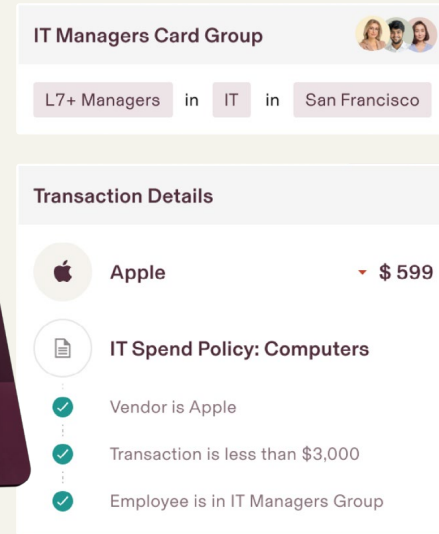 IT Managers Card Group
L7+ Managers in IT in San Francisco
Transaction Details
Apple $ 599
IT Spend Policy: Computers
Vendor is Apple
Transaction is less than $3,000
Employee is in IT Managers Group